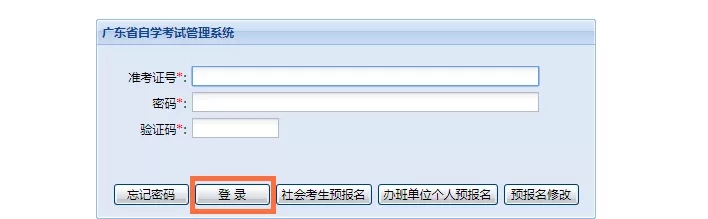 广东省自学考试管理系统
准考证号*:
密码*:
验证码*:
忘记密码 登 录 社会考生预报名 办班单位个人预报名 预报名修改